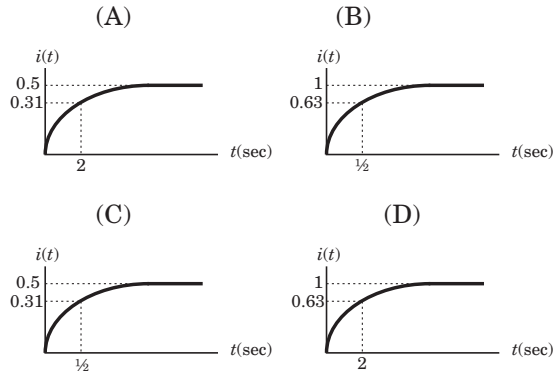 (A) (B)
i(t) i(t)
0.5 1
0.31 0.63
t(sec) t(sec)
2 ½
(C) (D)
i(t) i(t)
0.5 1
0.31 0.63
t(sec) t(sec)
½ 2